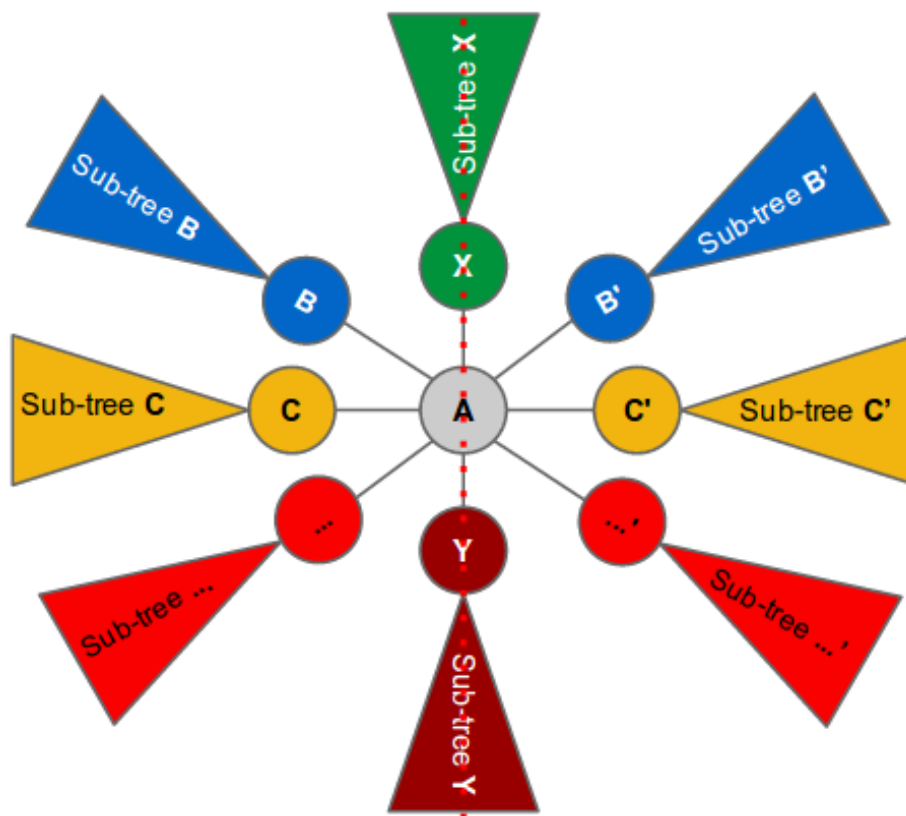 Sub-tree X
Sub-tree B
Sub-tree B’
X
B
B'
Sub-tree C
C
A
C'
Sub-tree C’
...
...’
Y
Sub-tree ...
Sub-tree ...’
Sub-tree Y